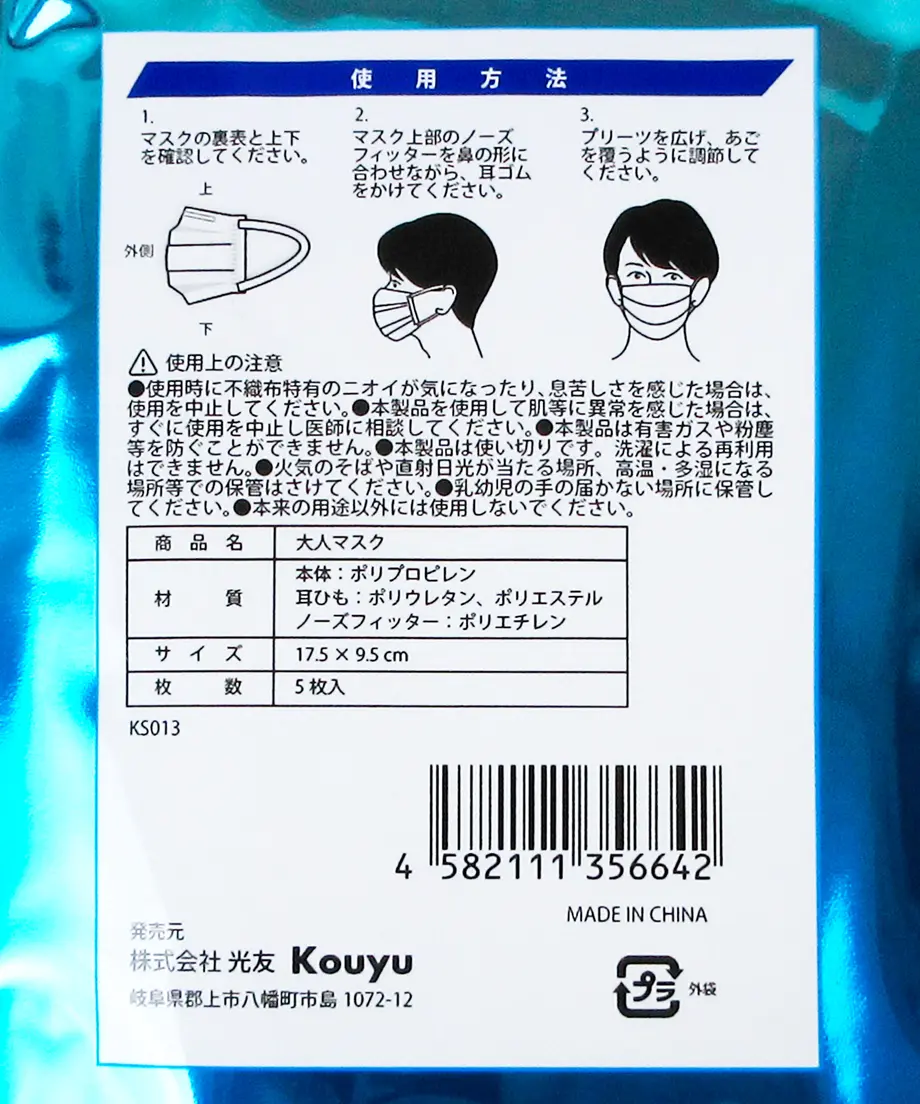 使用方法
1.
マスクの裏表と上下
を確認してください。
上
外側
下
2.
マスク上部のノーズ
フィッターを鼻の形に
合わせながら、耳ゴム
をかけてください。
3.
プリーツを広げ、あご
を覆うように調節して
ください。
使用上の注意
●使用時に不織布特有のニオイが気になったり、息苦しさを感じた場合は、
使用を中止してください。●本製品を使用して肌等に異常を感じた場合は、
すぐに使用を中止し医師に相談してください。●本製品は有害ガスや粉塵
等を防ぐことができません。●本製品は使い切りです。洗濯による再利用
はできません。●火気のそばや直射日光が当たる場所、高温・多湿になる
場所等での保管はさけてください。●乳幼児の手の届かない場所に保管し
てください。●本来の用途以外には使用しないでください。
商品名 大人マスク
材質 本体：ポリプロピレン
耳ひも：ポリウレタン、ポリエステル
ノーズフィッター：ポリエチレン
サイズ 17.5 × 9.5 cm
枚数 5枚入
KS013
4 582111 356642
MADE IN CHINA
発売元
株式会社 光友 Kouyu
岐阜県郡上市八幡町市島 1072-12
プラ 外袋